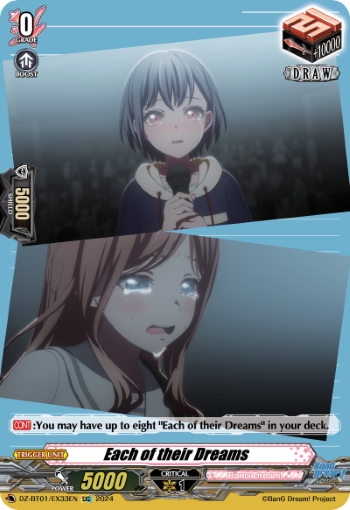 0
GRADE
BOOST
+10000
DRAW
5000
SHIELD
CONT:You may have up to eight "Each of their Dreams" in your deck.
TRIGGER UNIT
Each of their Dreams
BanG Dream!
POWER 5000
CRITICAL
1
DZ-BT01/EX33EN
2024
©BanG Dream! Project